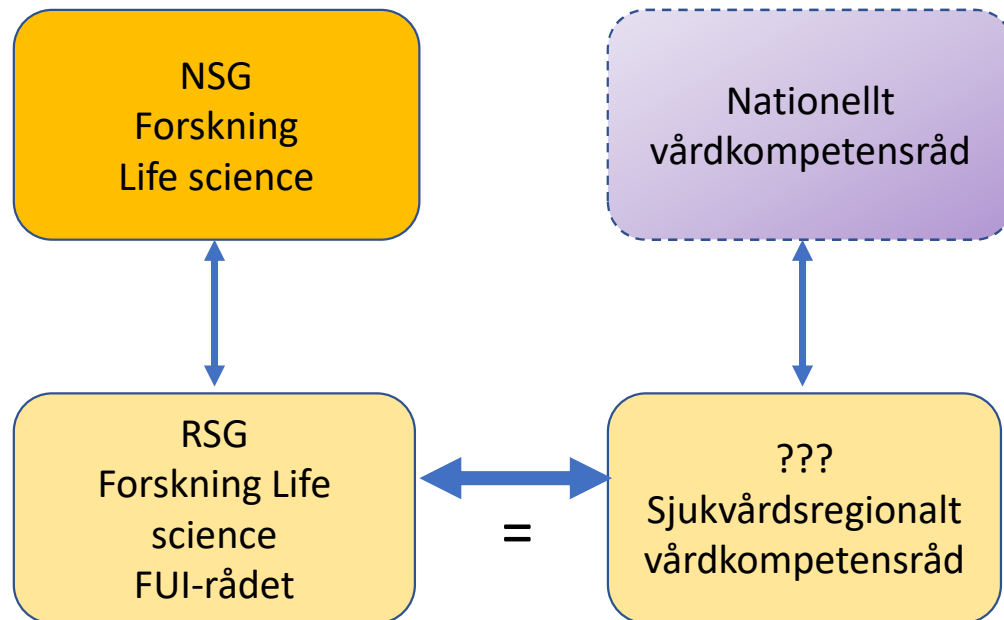 NSG
Forskning
Life science
Nationellt
vårdkompetensråd
RSG
Forskning Life
science
FUI-rådet
=
???
Sjukvårdsregionalt
vårdkompetensråd